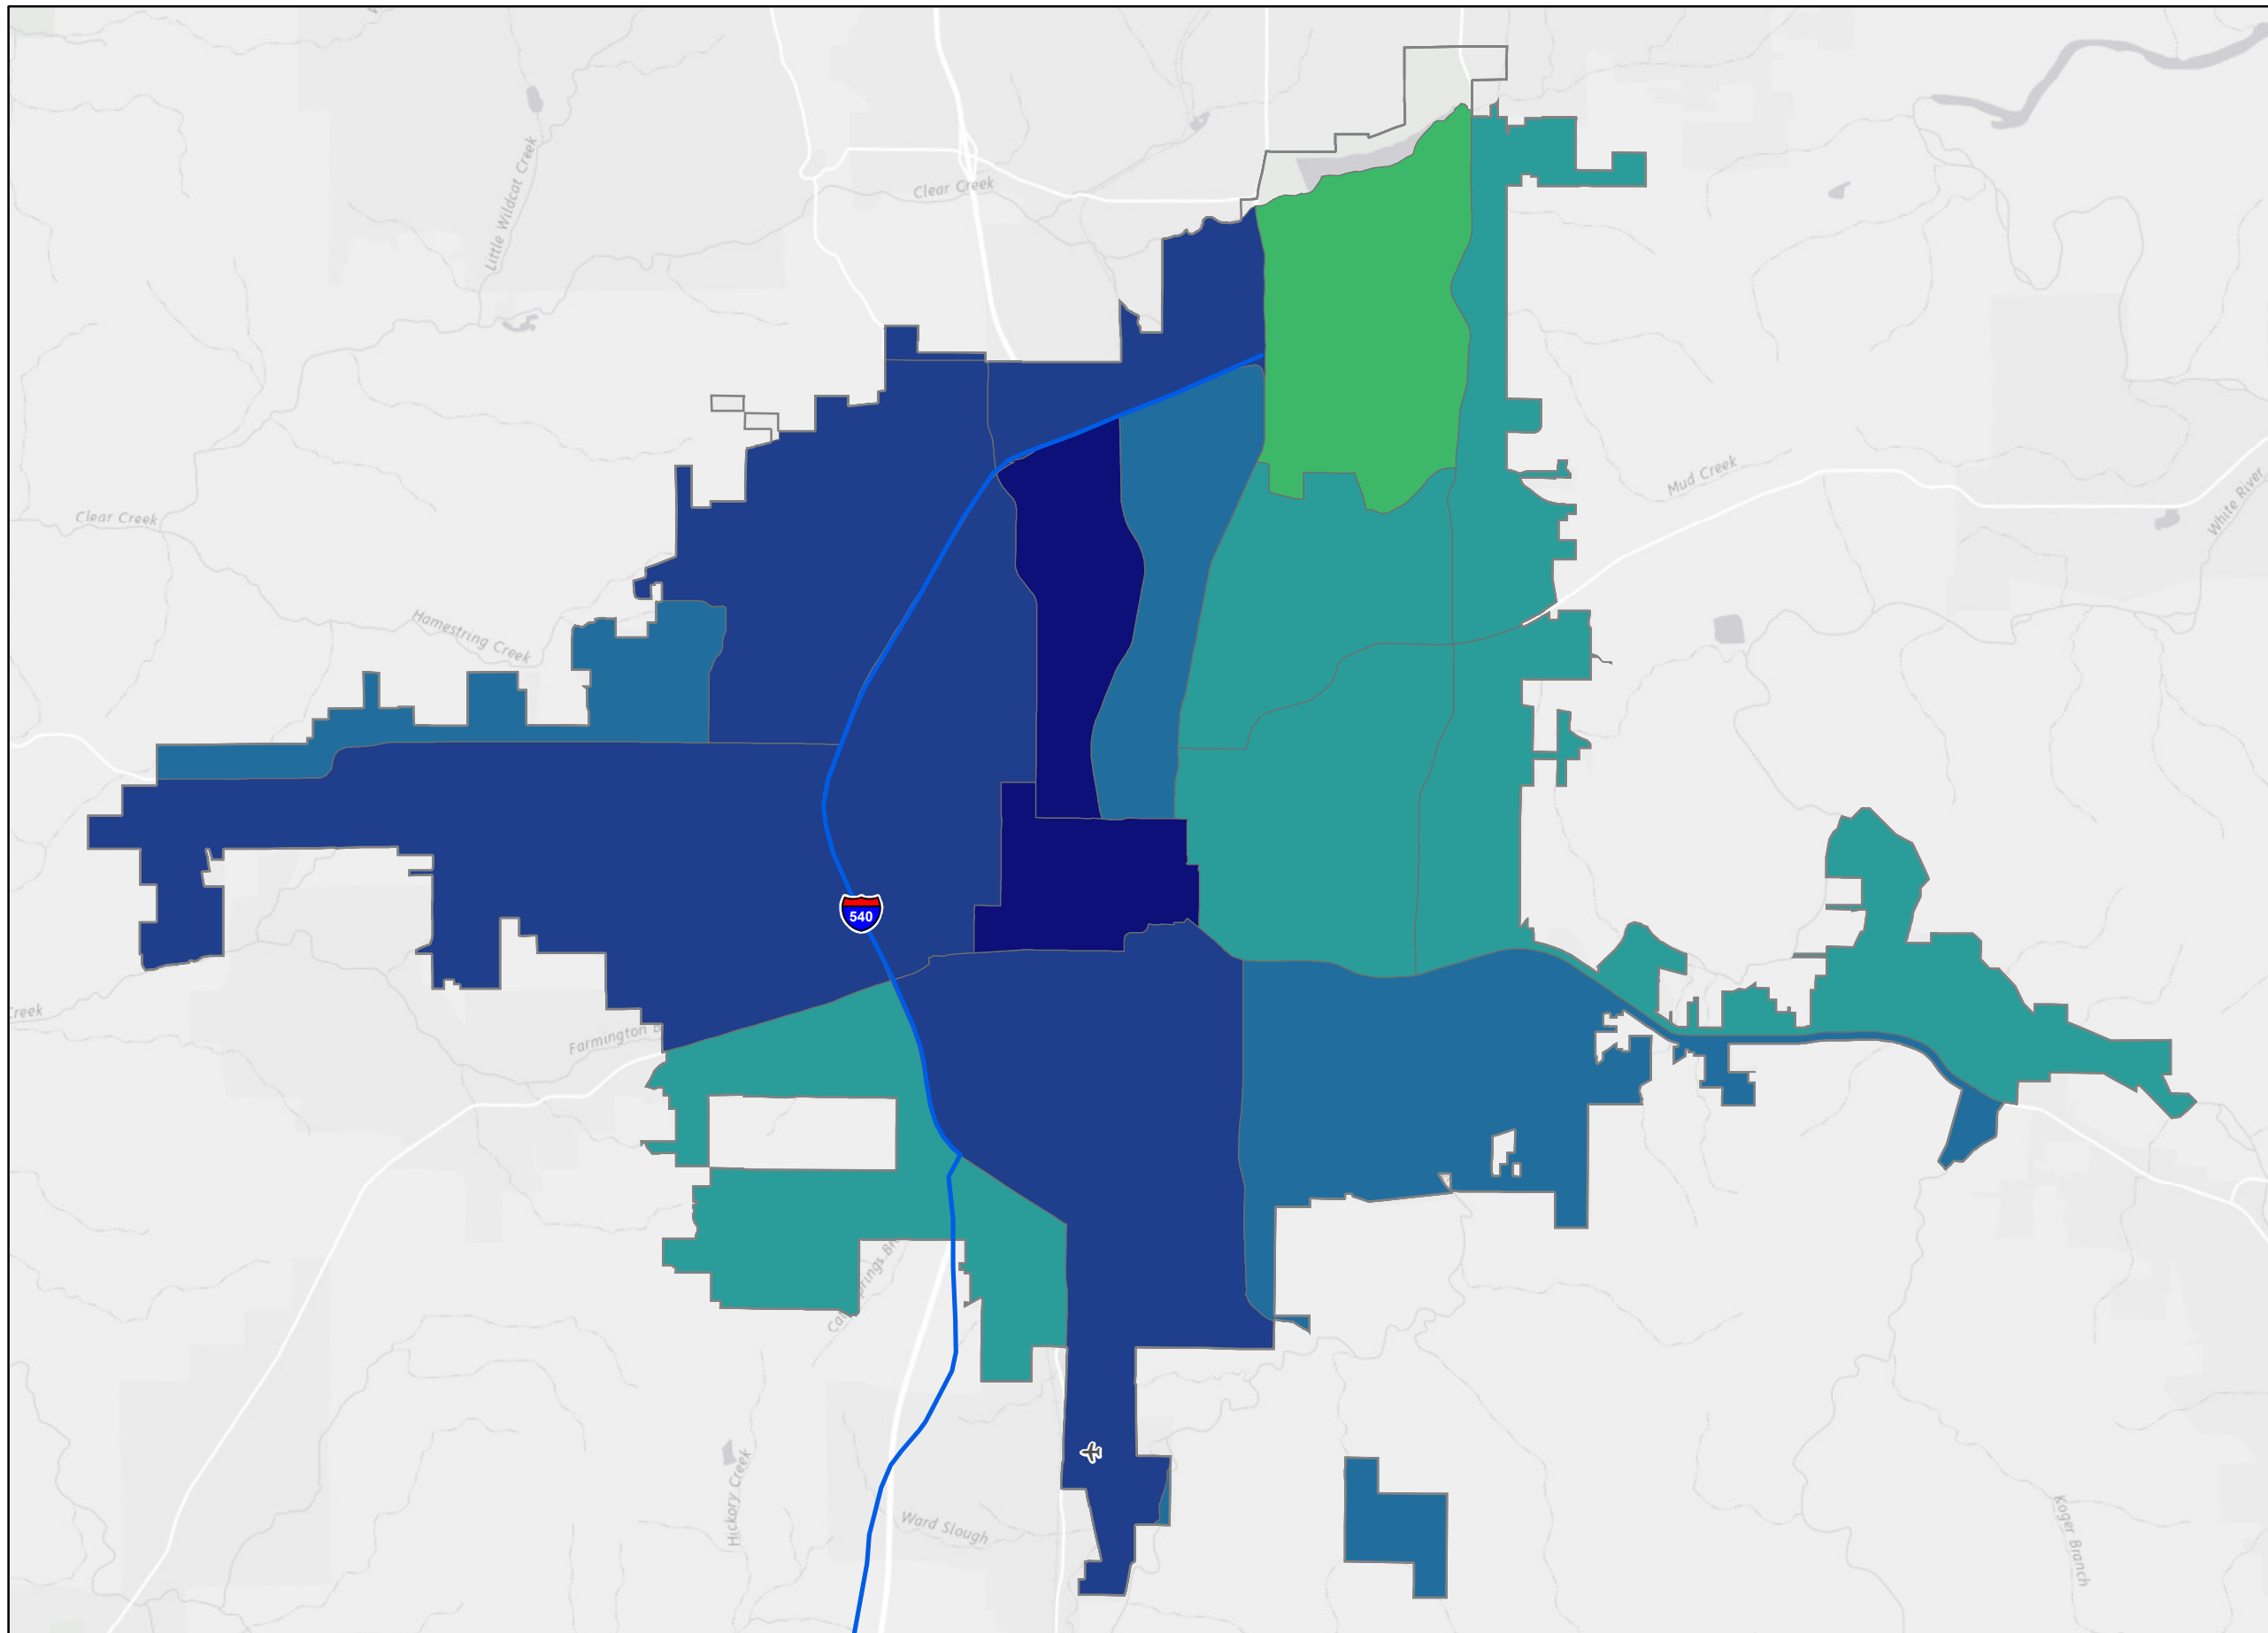 Little Wildcat Creek
Clear Creek
Mud Creek
White River
Clear Creek
Hamestring Creek
540
Creek
Farmington B
Hickory Creek
Ward Slough
Koger Branch